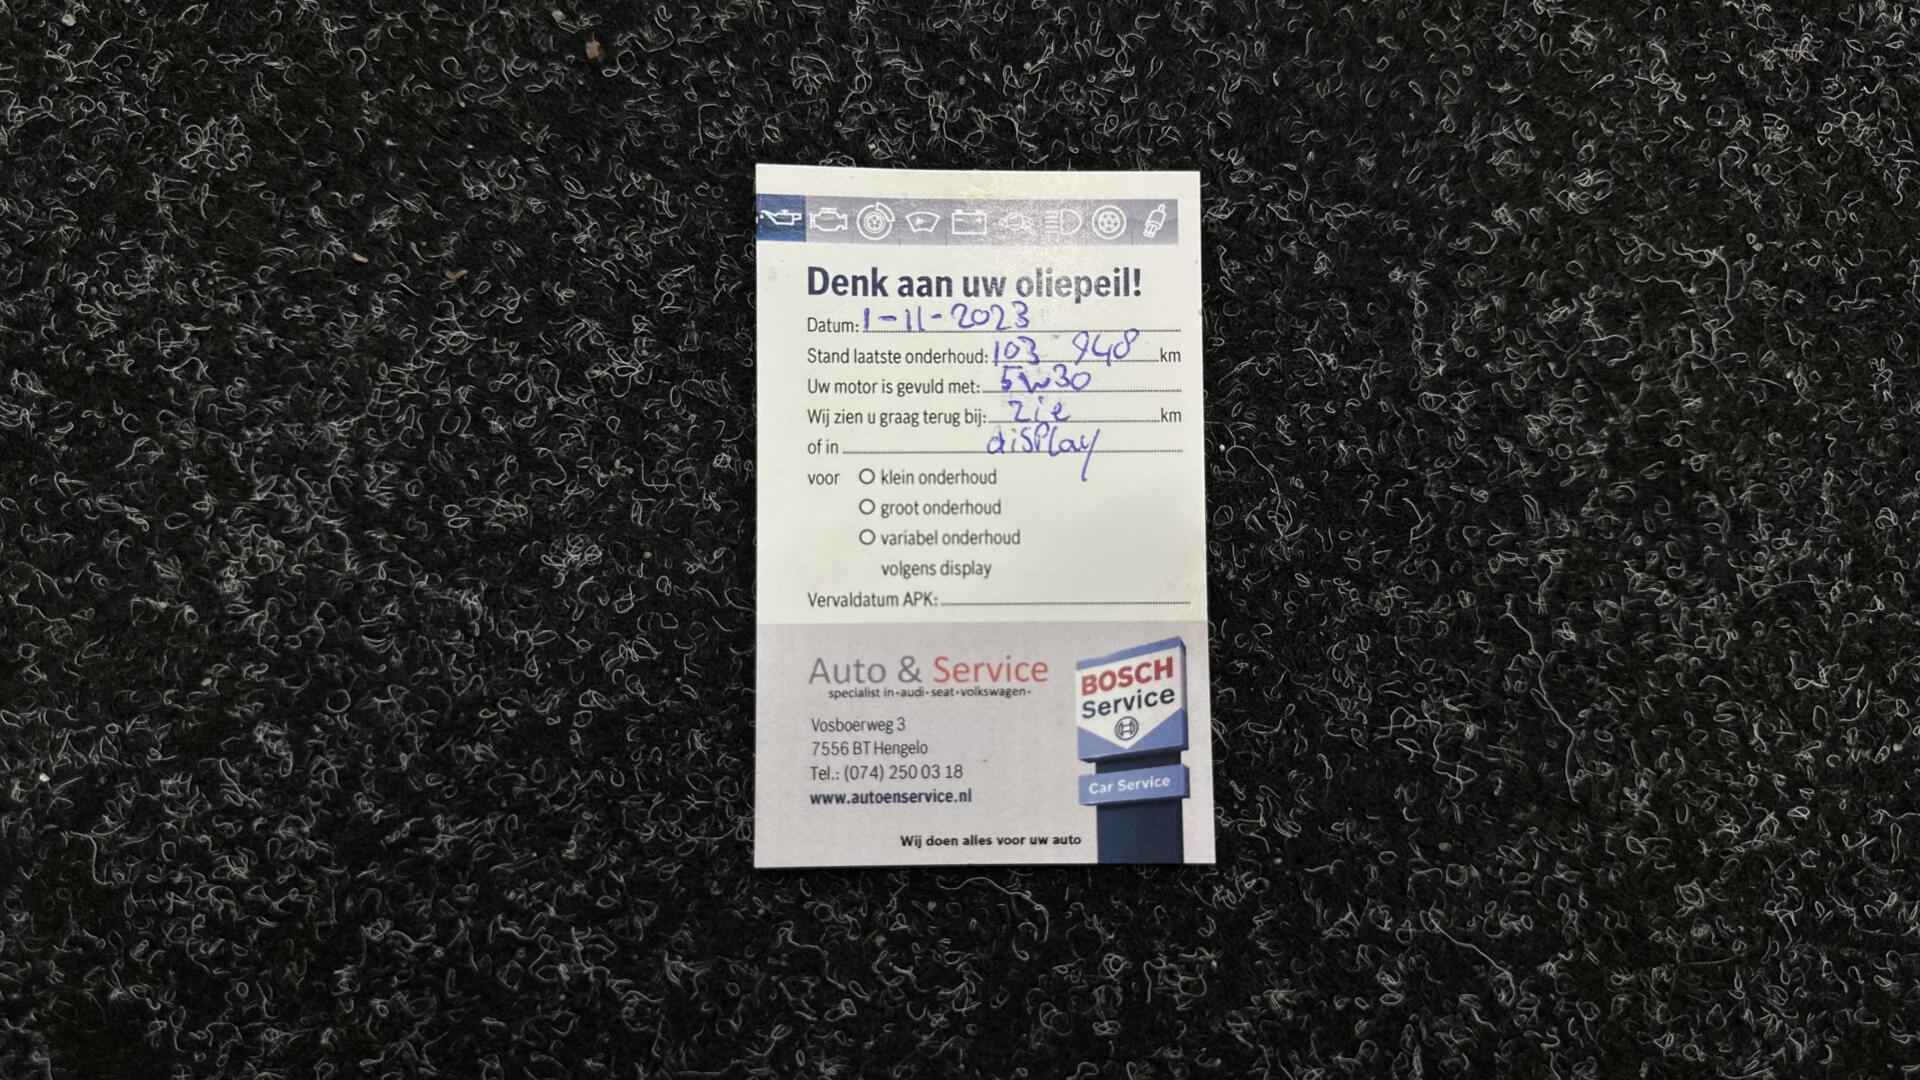 Denk aan uw oliepeil!
Datum: 1-11-2023
Stand laatste onderhoud: 103 948 km
Uw motor is gevuld met: 5W30
Wij zien u graag terug bij: zie km
of in display
voor klein onderhoud
groot onderhoud
variabel onderhoud
volgens display
Vervaldatum APK:
Auto & Service
specialist in-audi-seat-volkswagen-
Vosboerweg 3
7556 BT Hengelo
Tel.: (074) 250 03 18
www.autoenservice.nl
Wij doen alles voor uw auto
BOSCH
Service
Car Service